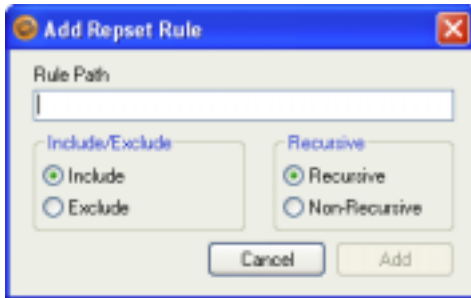 Add Repset Rule
Rule Path
Include/Exclude
Recursive
Include
Recursive
Exclude
Non-Recursive
Cancel
Add